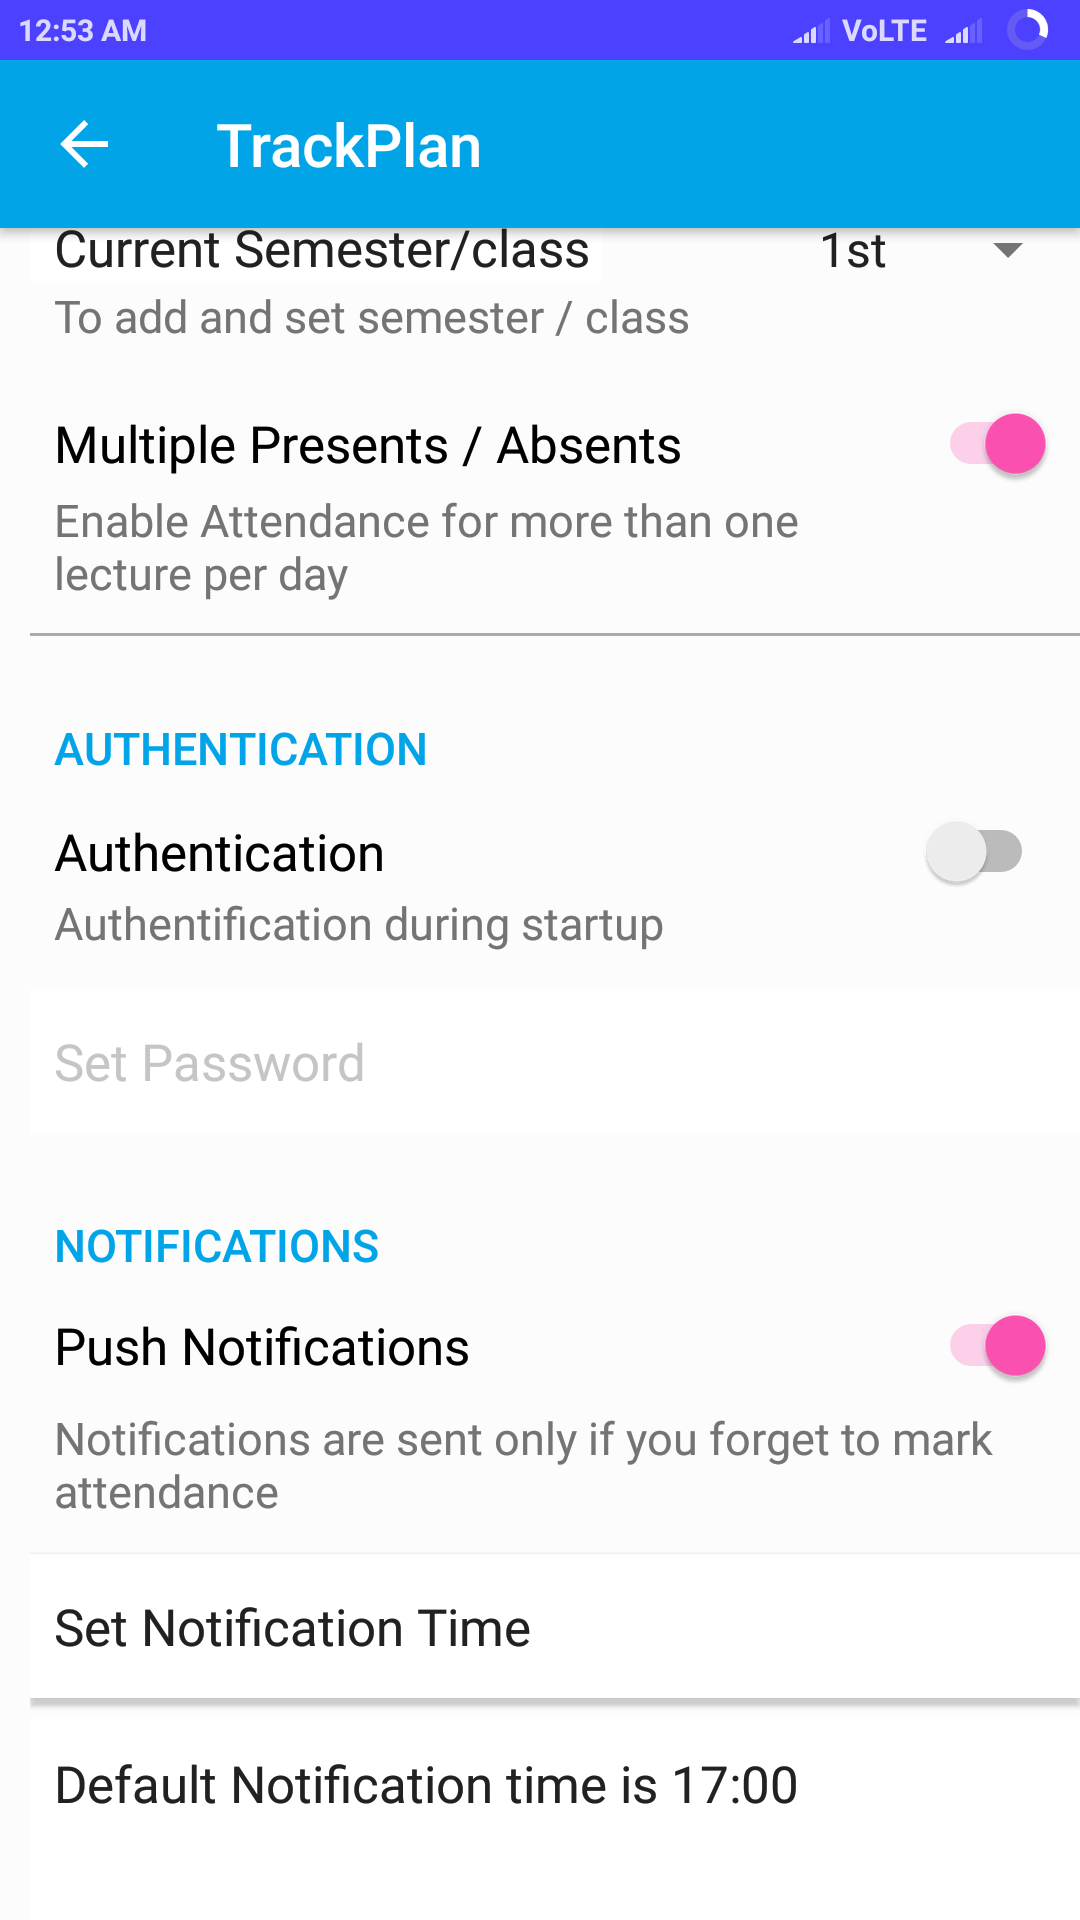 12:53 AM VoLTE
TrackPlan
Current Semester/class 1st
To add and set semester / class
Multiple Presents / Absents
Enable Attendance for more than one
lecture per day
AUTHENTICATION
Authentication
Authentification during startup
Set Password
NOTIFICATIONS
Push Notifications
Notifications are sent only if you forget to mark
attendance
Set Notification Time
Default Notification time is 17:00